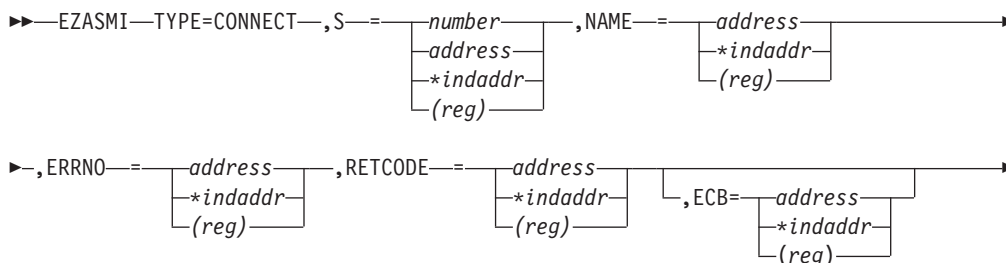 EZASMI TYPE=CONNECT ,S = number ,NAME = address
address *indaddr
*indaddr (reg)
(reg)
,ERRNO = address ,RETCODE = address
*indaddr *indaddr ,ECB= address
(reg) (reg) *indaddr
(reg)